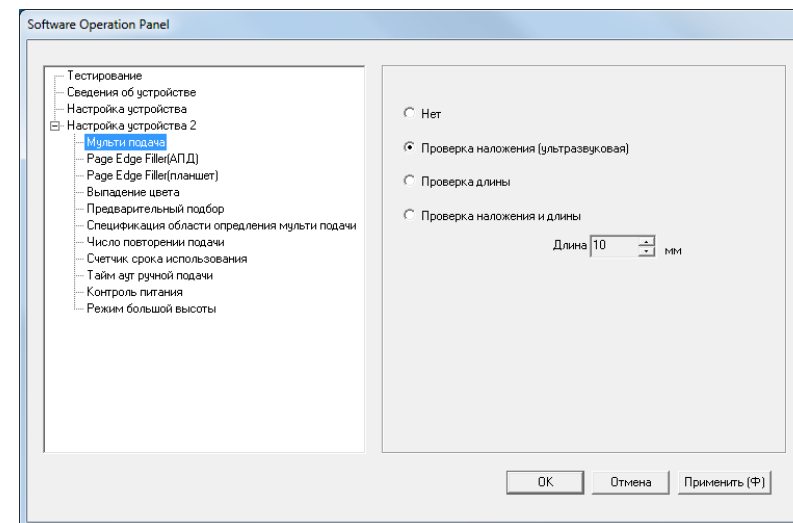 Software Operation Panel
Тестирование
Сведения об устройстве
Настройка устройства
Настройка устройства 2
Мульти подача
Page Edge Filler(АПД)
Page Edge Filler(планшет)
Выпадение цвета
Предварительный подбор
Спецификация области опредления мульти подачи
Число повторении подачи
Счетчик срока использования
Тайм аут ручной подачи
Контроль питания
Режим большой высоты
Нет
Проверка наложения (ультразвуковая)
Проверка длины
Проверка наложения и длины
Длина 10 мм
OK Отмена Применить (Ф)